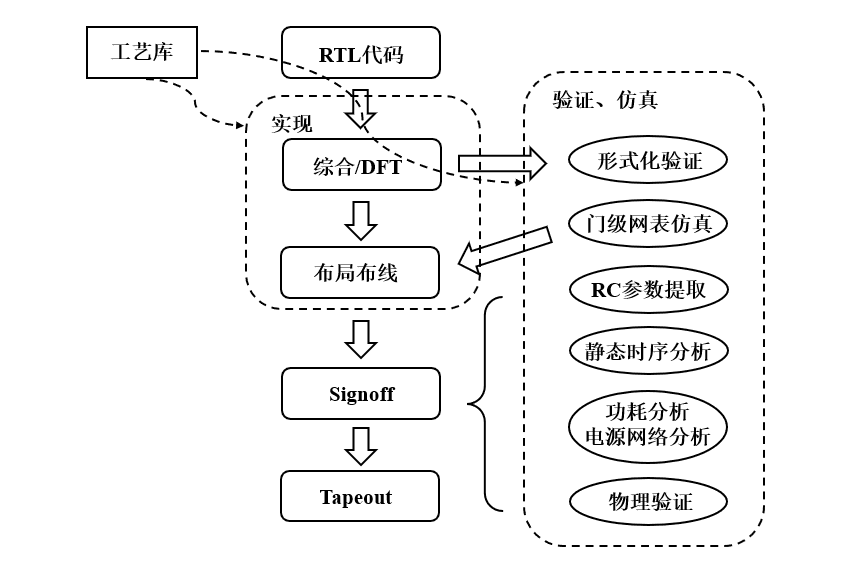 工艺库
RTL代码
实现
综合/DFT
布局布线
Signoff
Tapeout
验证、仿真
形式化验证
门级网表仿真
RC参数提取
静态时序分析
功耗分析
电源网络分析
物理验证